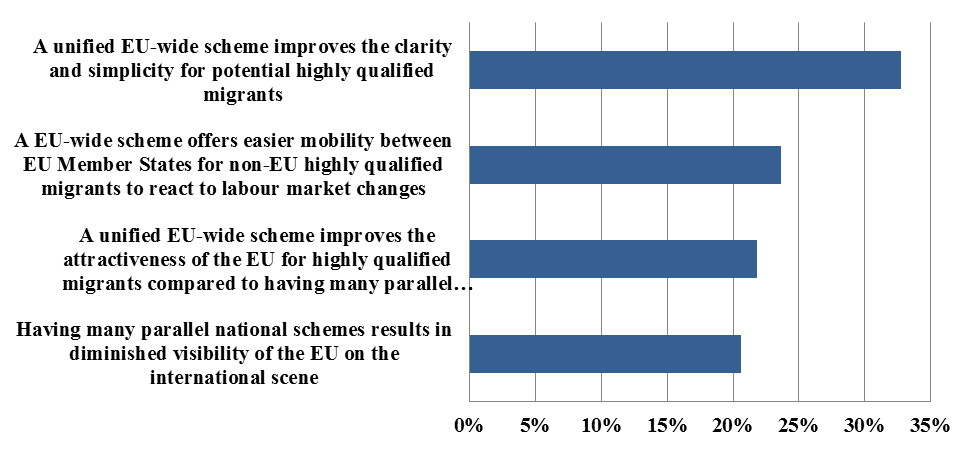 A unified EU-wide scheme improves the clarity
and simplicity for potential highly qualified
migrants
A EU-wide scheme offers easier mobility between
EU Member States for non-EU highly qualified
migrants to react to labour market changes
A unified EU-wide scheme improves the
attractiveness of the EU for highly qualified
migrants compared to having many parallel…
Having many parallel national schemes results in
diminished visibility of the EU on the
international scene
0% 5% 10% 15% 20% 25% 30% 35%